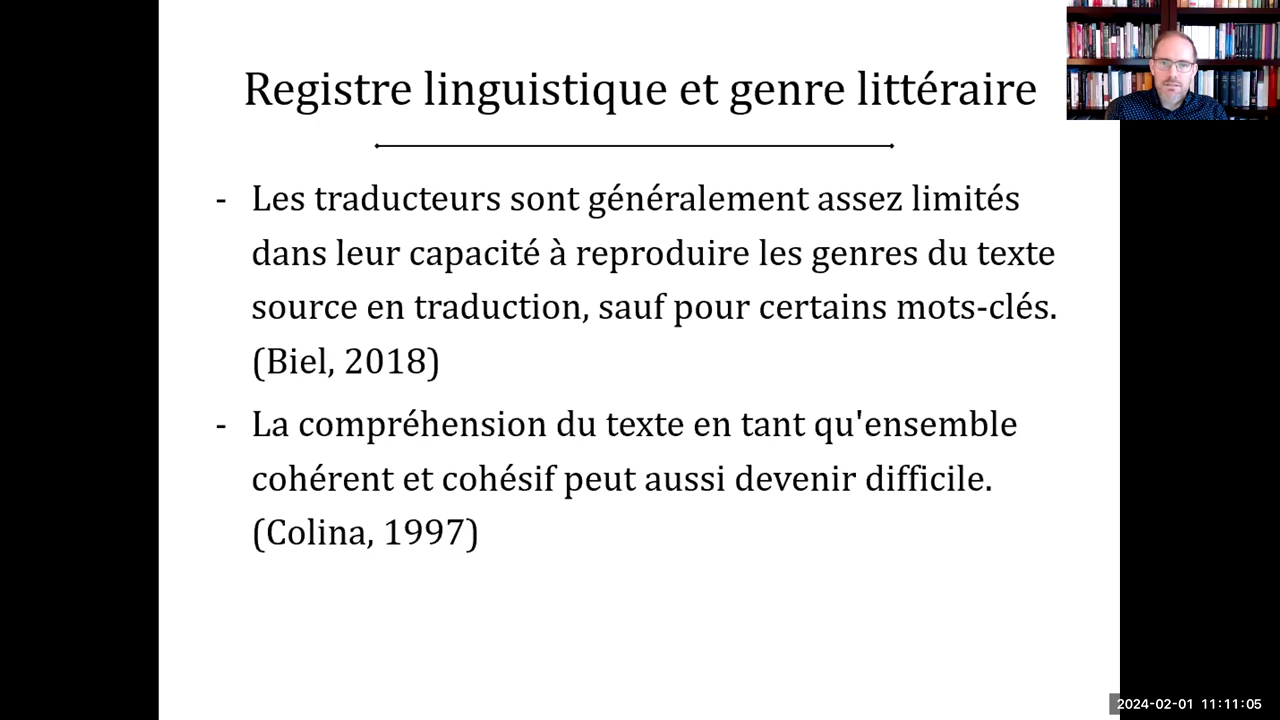 Registre linguistique et genre littéraire
- Les traducteurs sont généralement assez limités
dans leur capacité à reproduire les genres du texte
source en traduction, sauf pour certains mots-clés.
(Biel, 2018)
- La compréhension du texte en tant qu'ensemble
cohérent et cohésif peut aussi devenir difficile.
(Colina, 1997)
2024-02-01 11:11:05